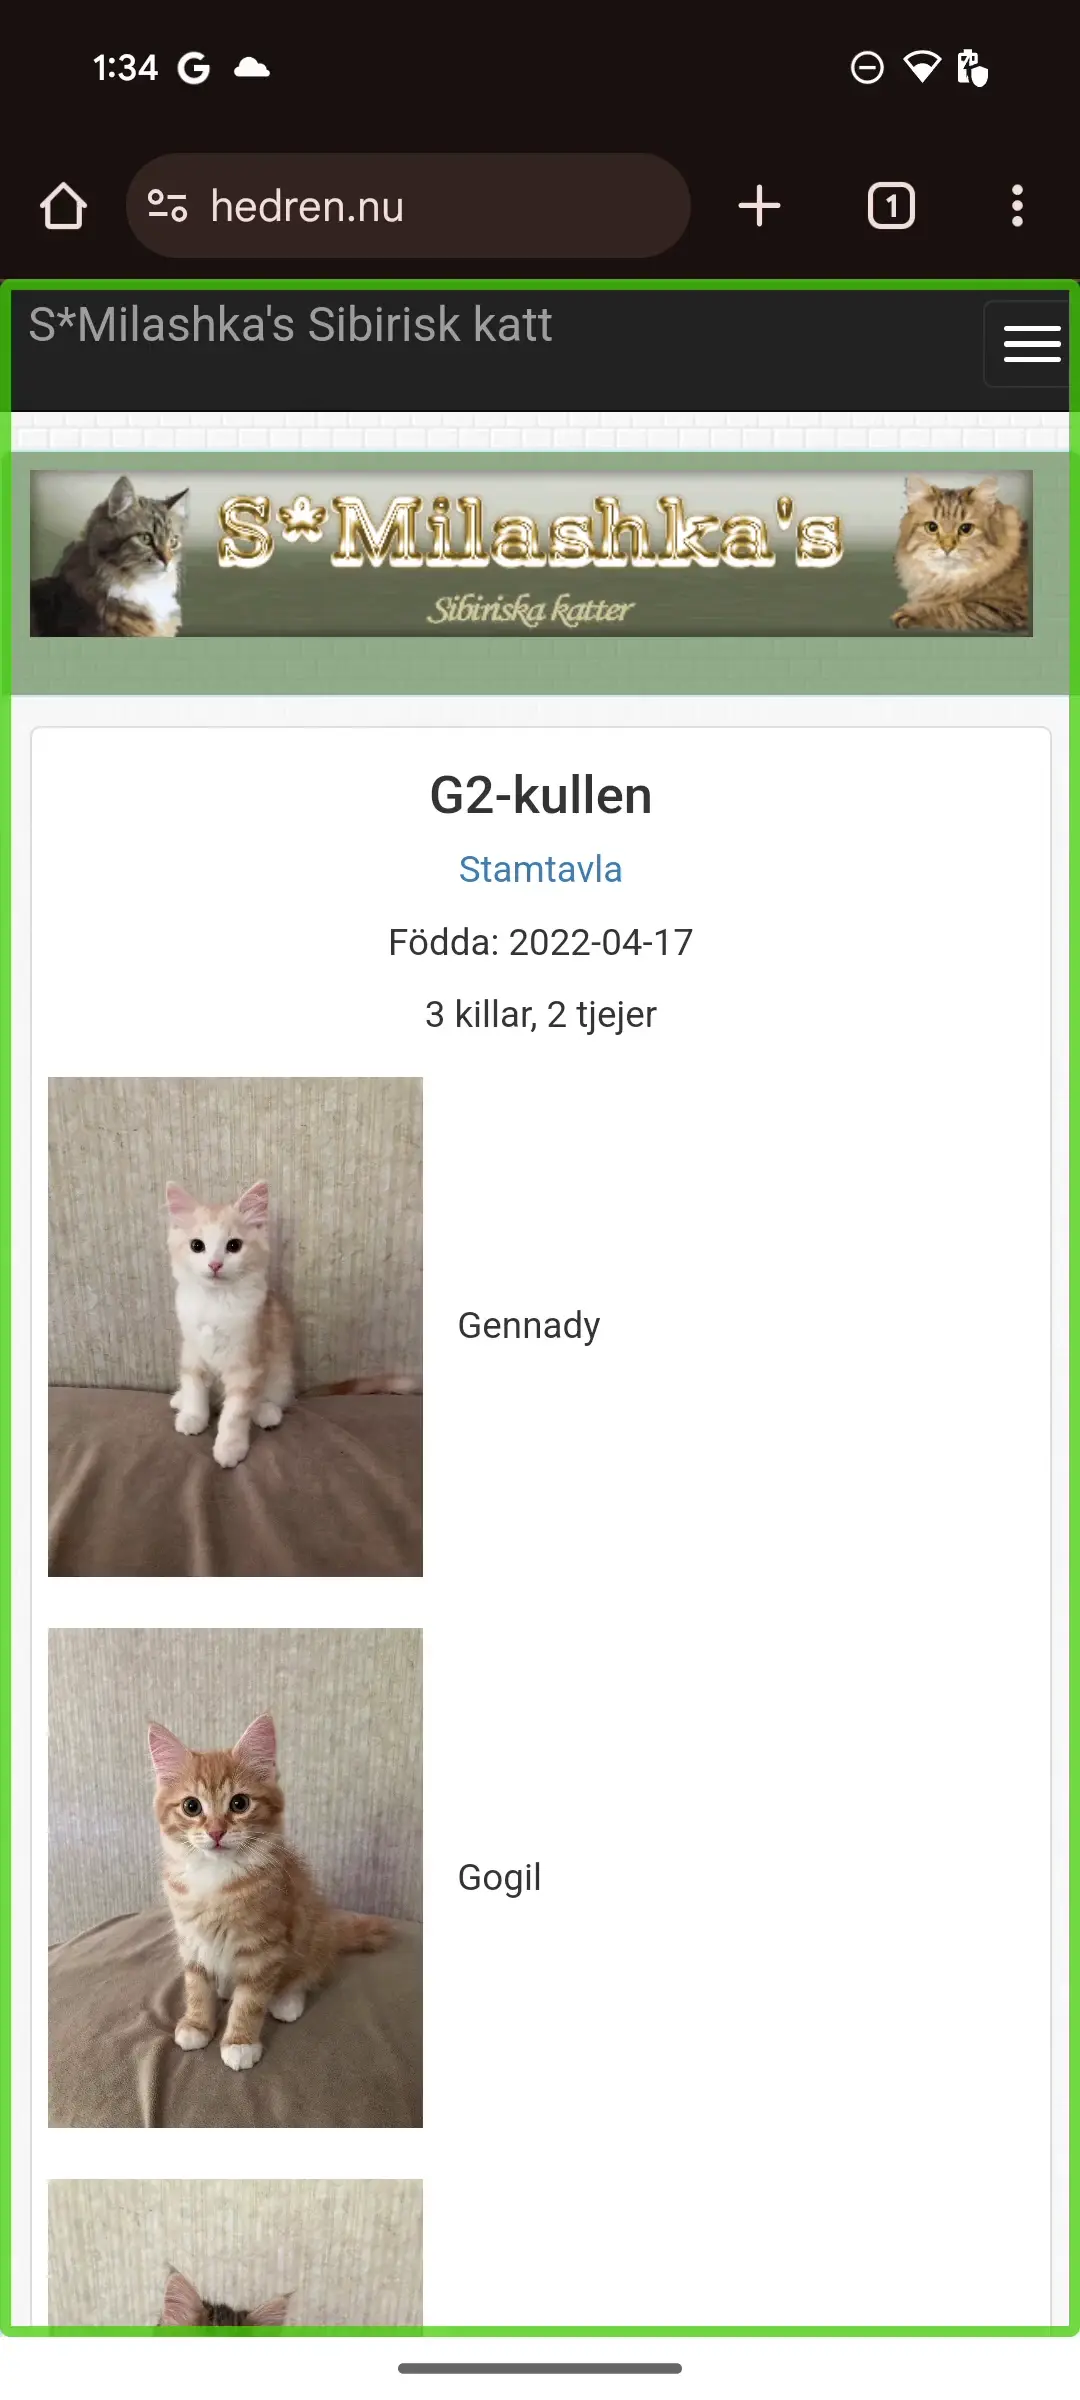 1:34
hedren.nu
1
S*Milashka's Sibirisk katt
S*Milashka's
Sibiriska katter
G2-kullen
Stamtavla
Födda: 2022-04-17
3 killar, 2 tjejer
Gennady
Gogil